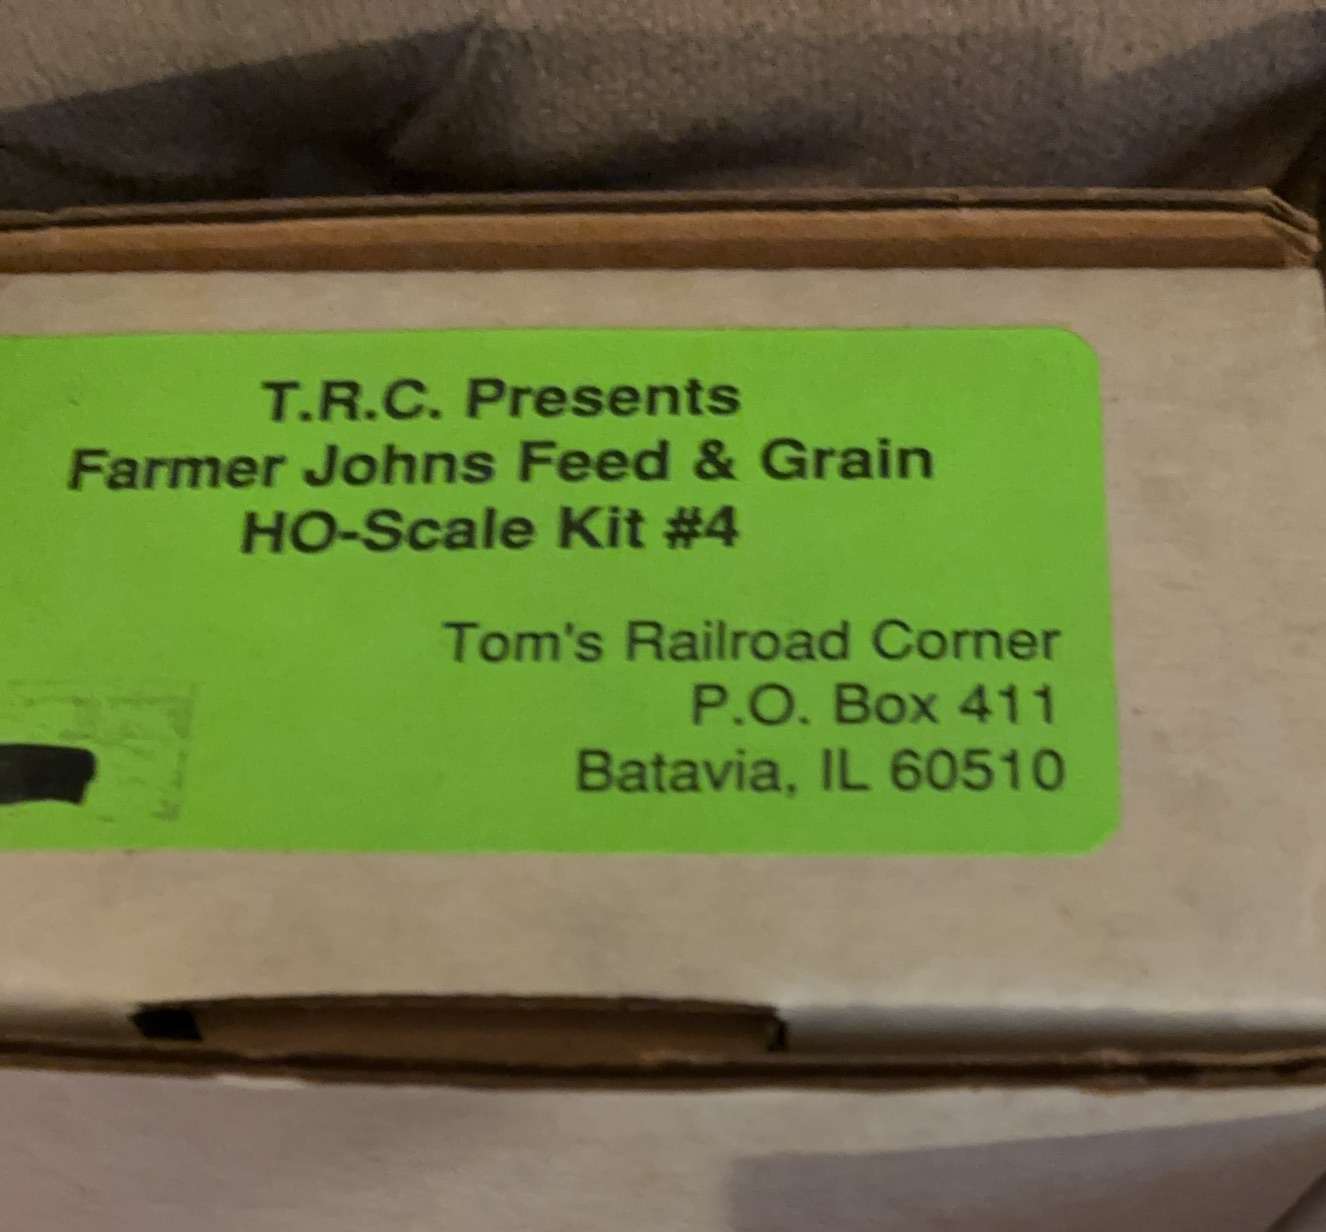 T.R.C. Presents
Farmer Johns Feed & Grain
HO-Scale Kit #4
Tom's Railroad Corner
P.O. Box 411
Batavia, IL 60510